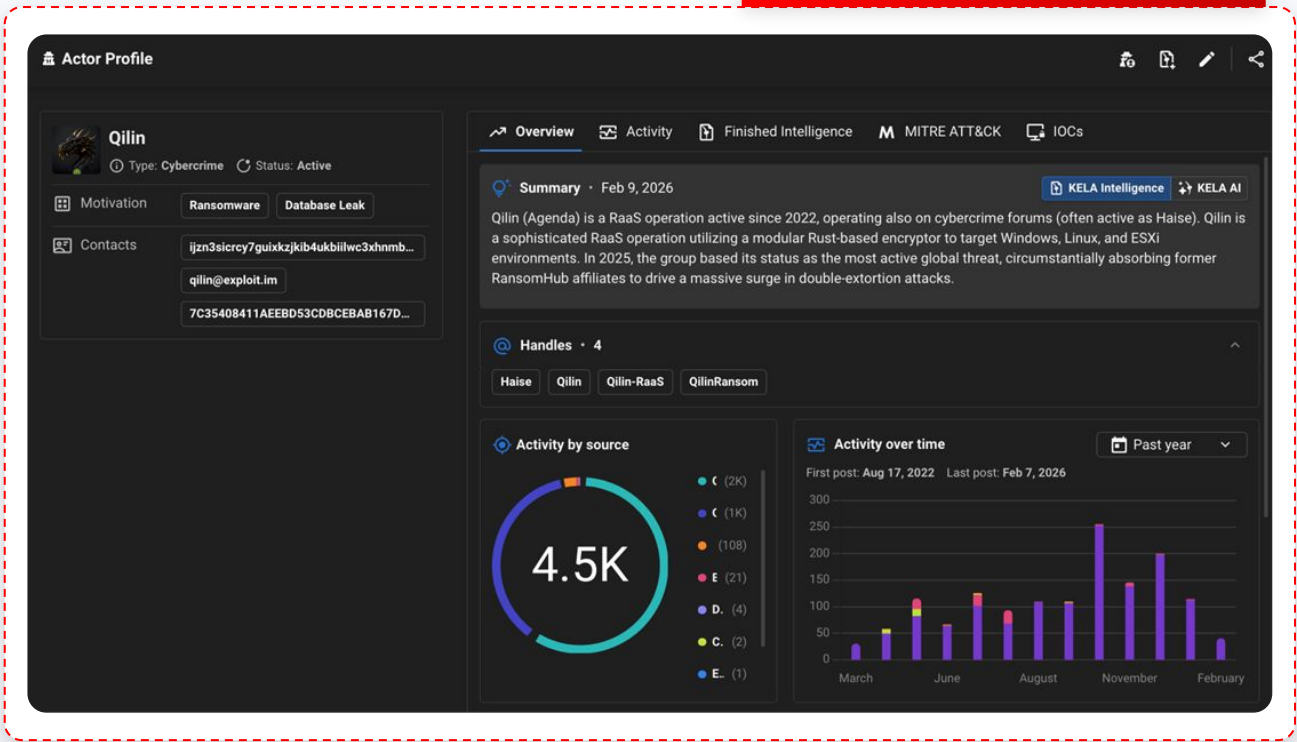 Actor Profile
Qilin
Type: Cybercrime Status: Active
Motivation
Ransomware
Database Leak
Contacts
ijzn3sicrcy7guixkzjkib4ukbiilwc3xhnmb...
qilin@exploit.im
7C35408411AEEBD53CDBCEBAB167D...
Overview
Activity
Finished Intelligence
MITRE ATT&CK
IOCs
Summary · Feb 9, 2026
KELA Intelligence
KELA AI
Qilin (Agenda) is a RaaS operation active since 2022, operating also on cybercrime forums (often active as Haise). Qilin is
a sophisticated RaaS operation utilizing a modular Rust-based encryptor to target Windows, Linux, and ESXi
environments. In 2025, the group based its status as the most active global threat, circumstantially absorbing former
RansomHub affiliates to drive a massive surge in double-extortion attacks.
Handles · 4
Haise
Qilin
Qilin-RaaS
QilinRansom
Activity by source
4.5K
(2K)
(1K)
(108)
E (21)
D. (4)
C. (2)
E.. (1)
Activity over time
Past year
First post: Aug 17, 2022 Last post: Feb 7, 2026
300
250
200
150
100
50
0
March
June
August
November
February